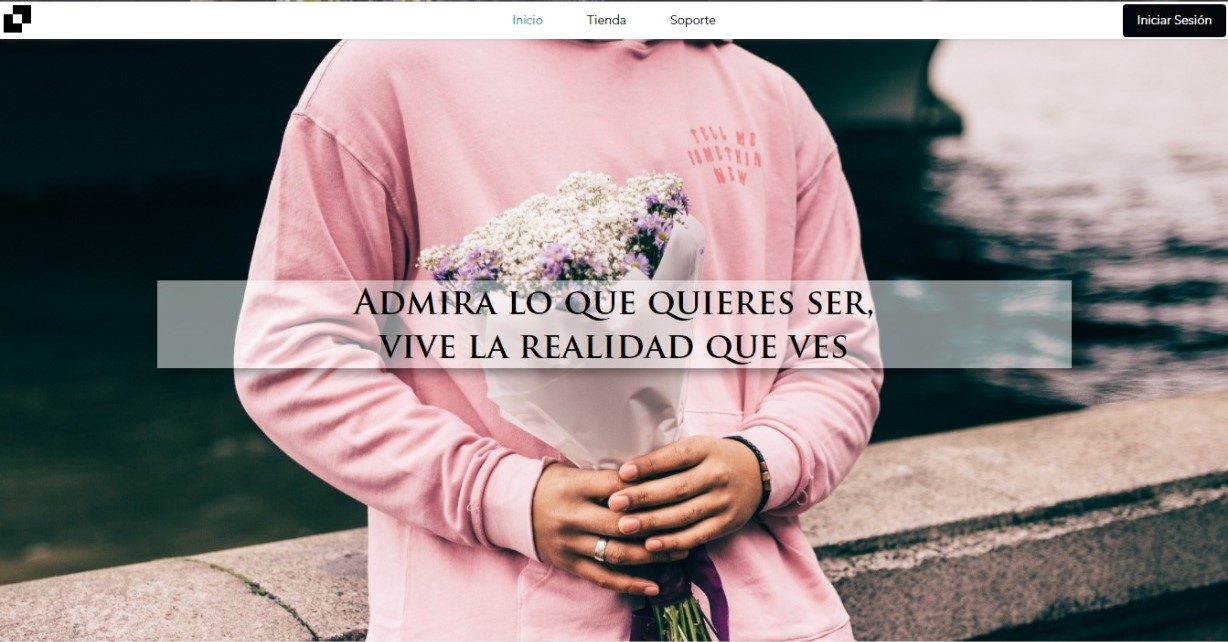 Inicio Tienda Soporte Iniciar Sesión
TELL ME
SOMETHIN
NEW
Admira lo que quieres ser,
vive la realidad que ves